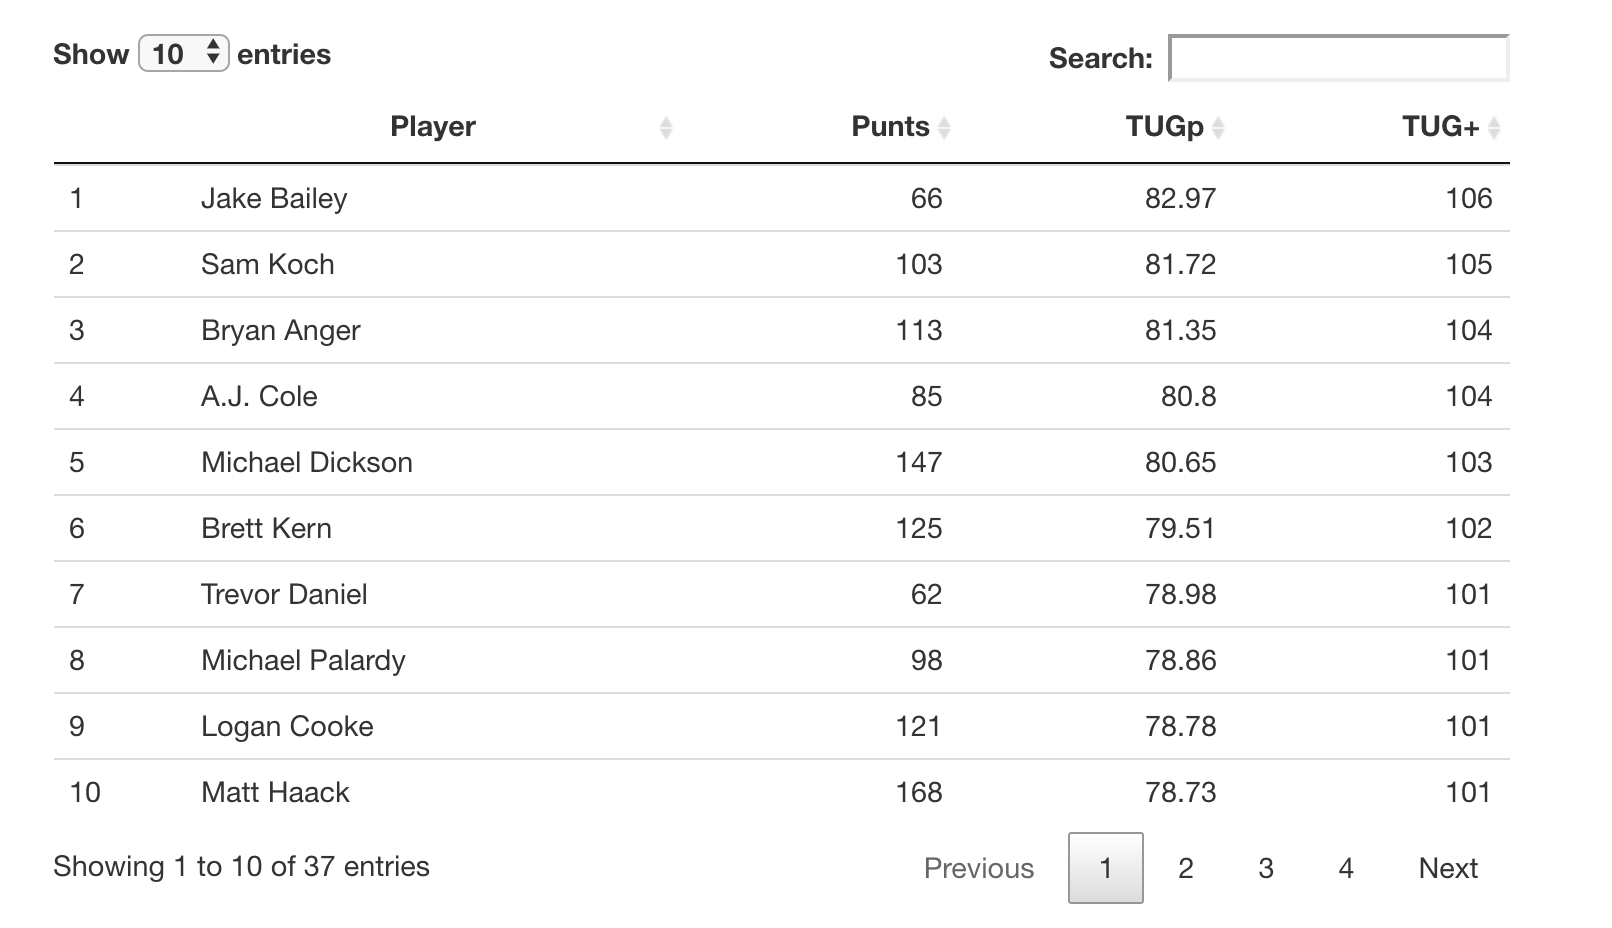 Show 10 entries Search:
Player Punts TUGp TUG+
1 Jake Bailey 66 82.97 106
2 Sam Koch 103 81.72 105
3 Bryan Anger 113 81.35 104
4 A.J. Cole 85 80.8 104
5 Michael Dickson 147 80.65 103
6 Brett Kern 125 79.51 102
7 Trevor Daniel 62 78.98 101
8 Michael Palardy 98 78.86 101
9 Logan Cooke 121 78.78 101
10 Matt Haack 168 78.73 101
Showing 1 to 10 of 37 entries Previous 1 2 3 4 Next